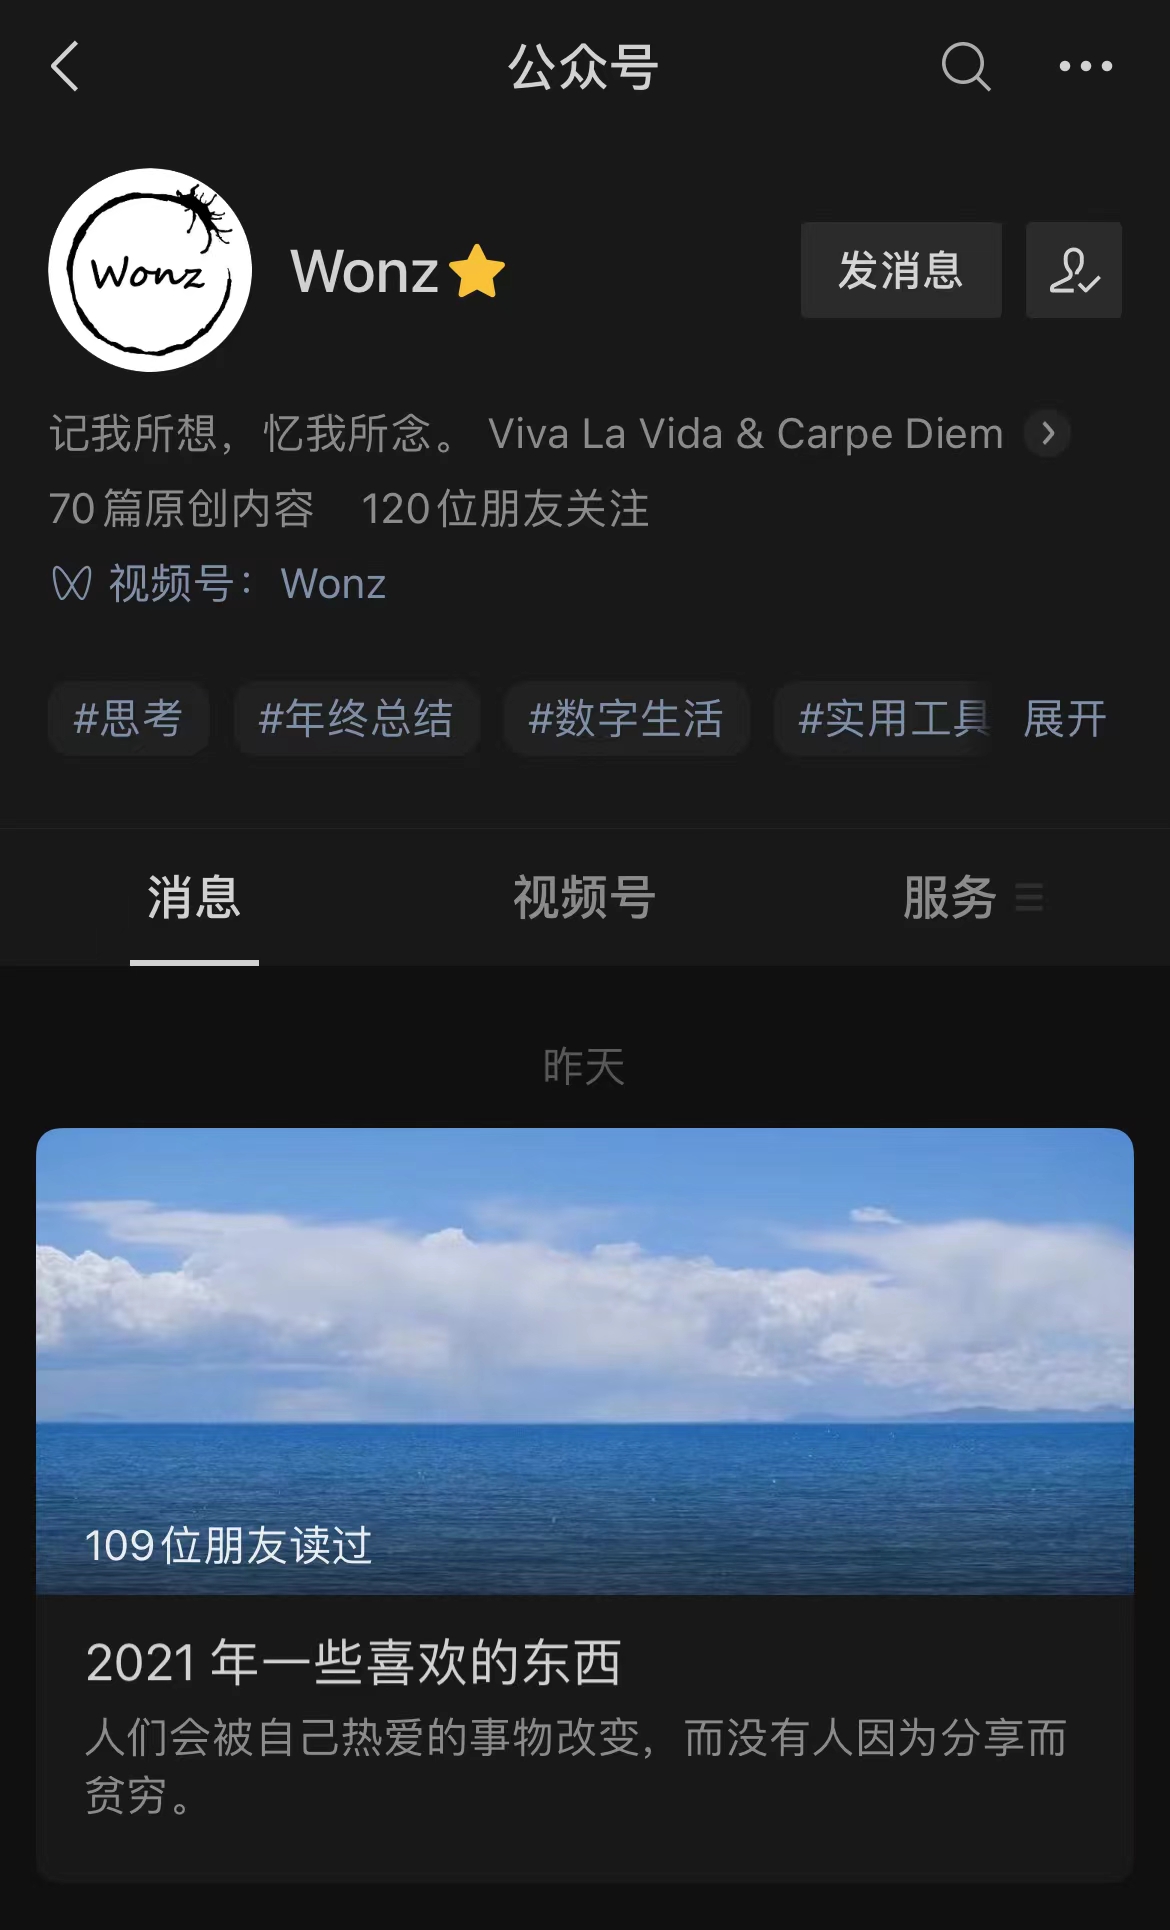 公众号
Wonz
Wonz⭐
发消息
记我所想，忆我所念。 Viva La Vida & Carpe Diem
70篇原创内容 120位朋友关注
视频号： Wonz
#思考 #年终总结 #数字生活 #实用工具 展开
消息 视频号 服务
昨天
109位朋友读过
2021 年一些喜欢的东西
人们会被自己热爱的事物改变，而没有人因为分享而
贫穷。